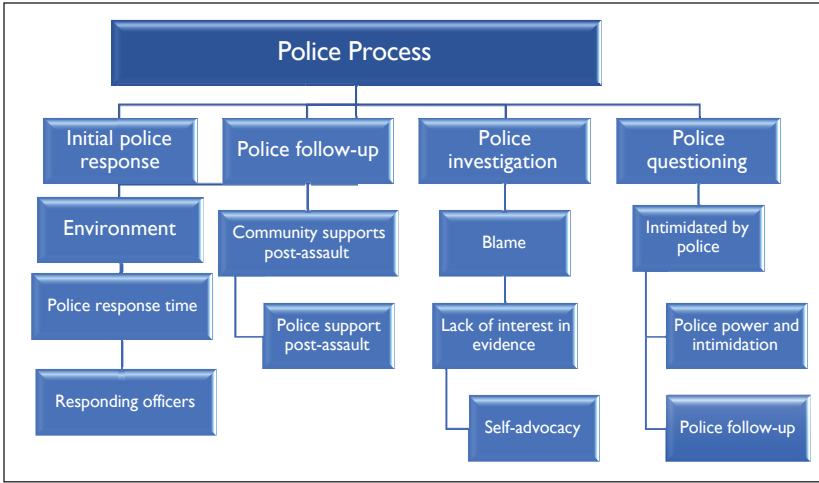 Police Process
Initial police
response
Police follow-up
Police
investigation
Police
questioning
Environment
Community supports
post-assault
Blame
Intimidated by
police
Police response time
Police support
post-assault
Lack of interest in
evidence
Police power and
intimidation
Responding officers
Self-advocacy
Police follow-up